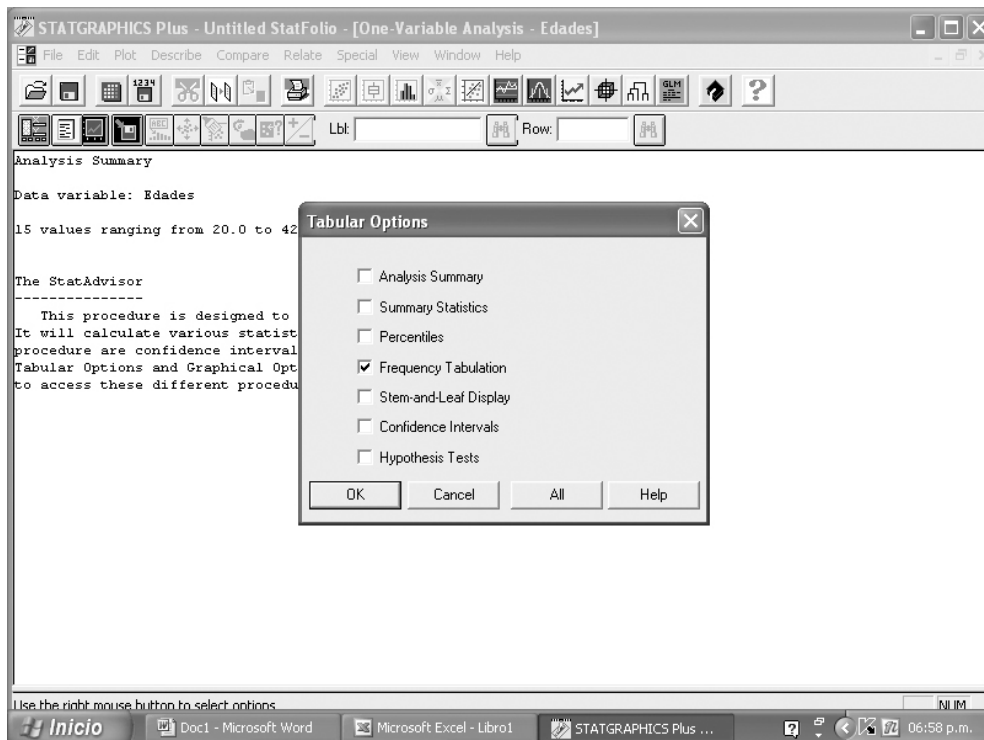 STATGRAPHICS Plus - Untitled StatFolio - [One-Variable Analysis - Edades]
File Edit Plot Describe Compare Relate Special View Window Help
1234
GLM
ABC
Lbl: Row:
Analysis Summary
Data variable: Edades
15 values ranging from 20.0 to 42
The StatAdvisor
---------------
This procedure is designed to
It will calculate various statist
procedure are confidence interval
Tabular Options and Graphical Opt
to access these different procedu
Tabular Options
Analysis Summary
Summary Statistics
Percentiles
Frequency Tabulation
Stem-and-Leaf Display
Confidence Intervals
Hypothesis Tests
OK Cancel All Help
Use the right mouse button to select options
NUM
Inicio Doc1 - Microsoft Word Microsoft Excel - Libro1 STATGRAPHICS Plus ... 06:58 p.m.